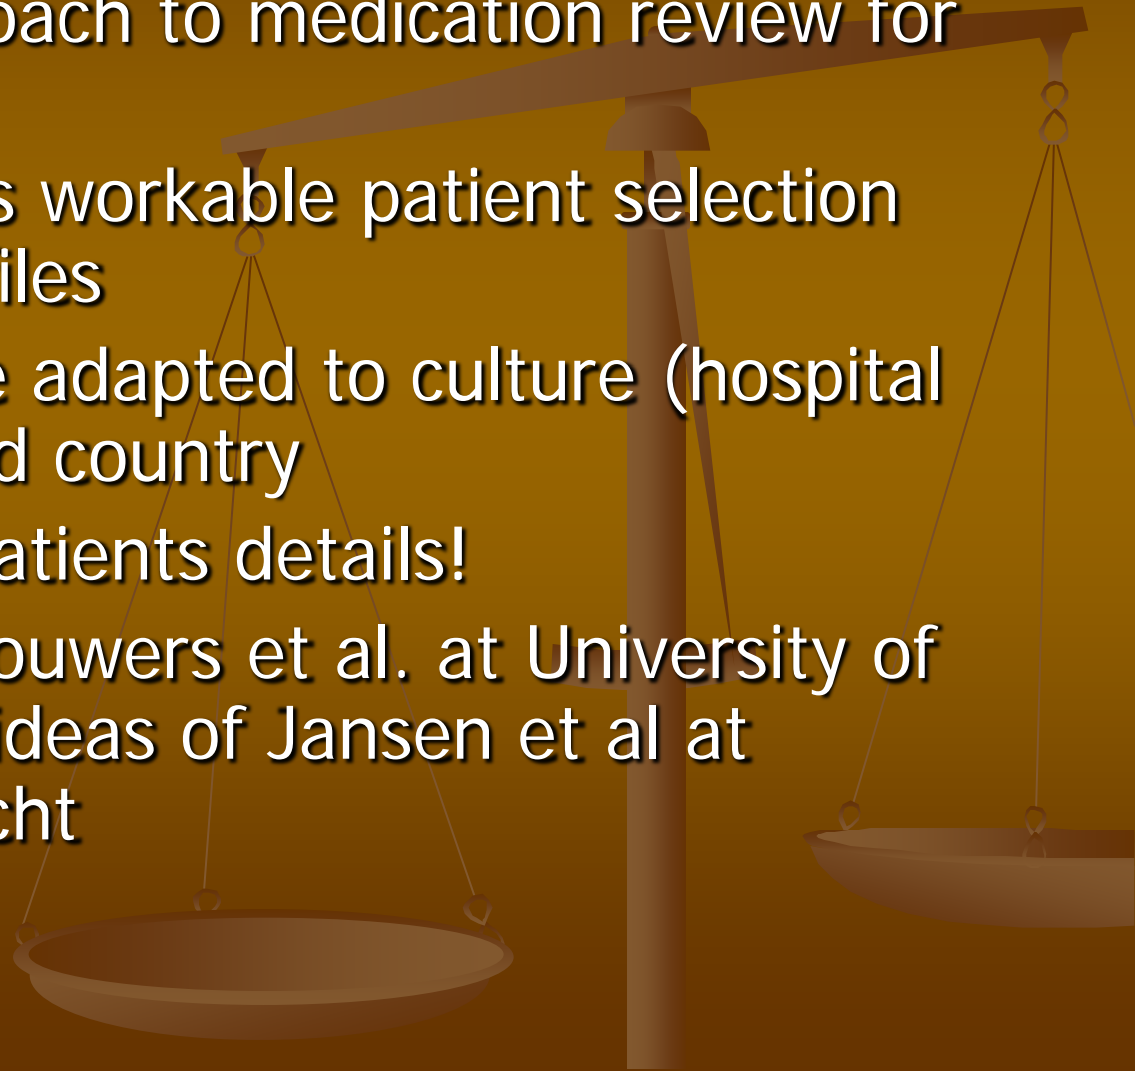 oach to medication review for
s workable patient selection
iles
e adapted to culture (hospital
d country
atients details!
ouwers et al. at University of
ideas of Jansen et al at
cht